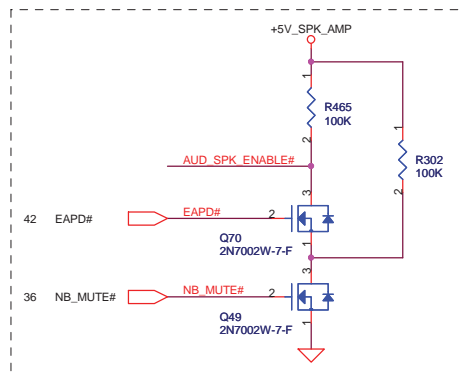 +5V_SPK_AMP
1
R465
100K
2
1
R302
100K
2
AUD_SPK_ENABLE#
3
42 EAPD#
EAPD#
2
Q70
2N7002W-7-F
1
3
36 NB_MUTE#
NB_MUTE#
2
Q49
2N7002W-7-F
1